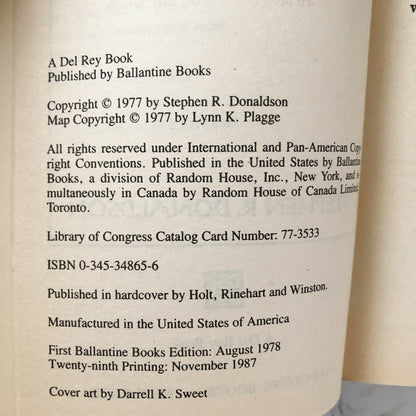 A Del Rey Book
Published by Ballantine Books
Copyright © 1977 by Stephen R. Donaldson
Map Copyright © 1977 by Lynn K. Plagge
All rights reserved under International and Pan-American Cop-
right Conventions. Published in the United States by Ballantine
Books, a division of Random House, Inc., New York, and si-
multaneously in Canada by Random House of Canada Limited,
Toronto.
Library of Congress Catalog Card Number: 77-3533
ISBN 0-345-34865-6
Published in hardcover by Holt, Rinehart and Winston.
Manufactured in the United States of America
First Ballantine Books Edition: August 1978
Twenty-ninth Printing: November 1987
Cover art by Darrell K. Sweet